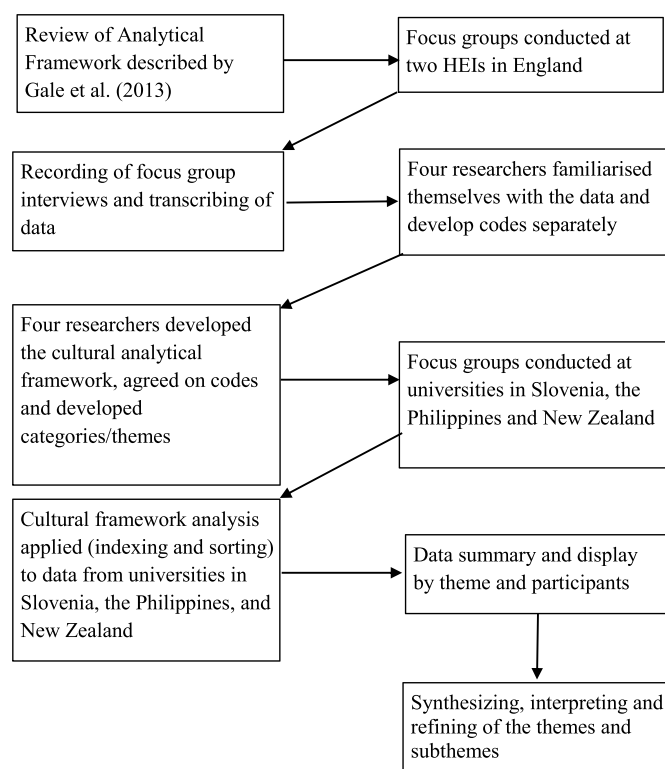 Review of Analytical
Framework described by
Gale et al. (2013)
Focus groups conducted at
two HEIs in England
Recording of focus group
interviews and transcribing of
data
Four researchers familiarised
themselves with the data and
develop codes separately
Four researchers developed
the cultural analytical
framework, agreed on codes
and developed
categories/themes
Focus groups conducted at
universities in Slovenia, the
Philippines and New Zealand
Cultural framework analysis
applied (indexing and sorting)
to data from universities in
Slovenia, the Philippines, and
New Zealand
Data summary and display
by theme and participants
Synthesizing, interpreting and
refining of the themes and
subthemes